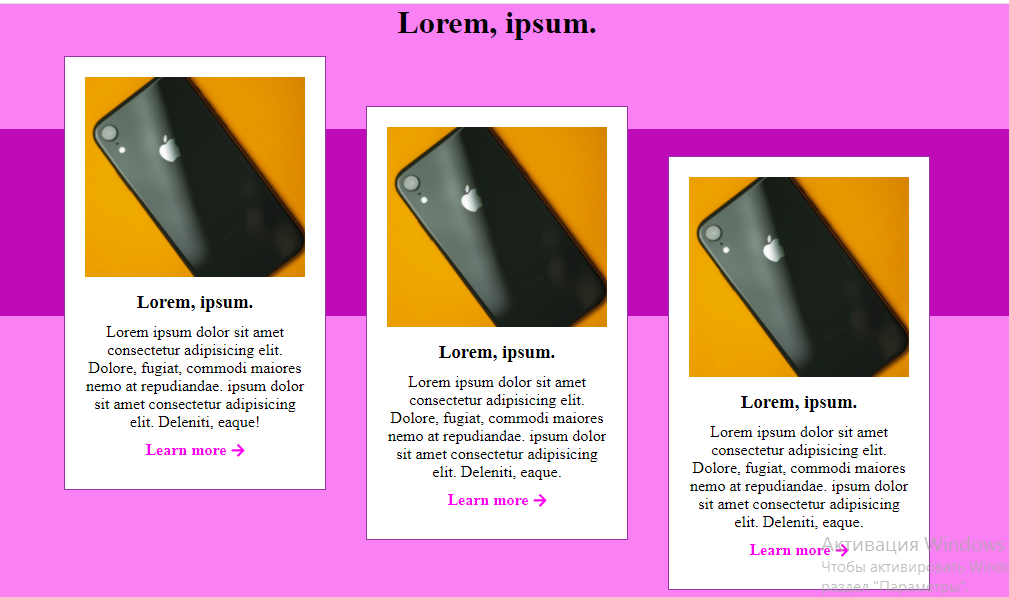 Lorem, ipsum.
Lorem, ipsum.
Lorem ipsum dolor sit amet
consectetur adipisicing elit.
Dolore, fugiat, commodi maiores
nemo at repudiandae. ipsum dolor
sit amet consectetur adipisicing
elit. Deleniti, eaque!
Learn more →
Lorem, ipsum.
Lorem ipsum dolor sit amet
consectetur adipisicing elit.
Dolore, fugiat, commodi maiores
nemo at repudiandae. ipsum dolor
sit amet consectetur adipisicing
elit. Deleniti, eaque.
Learn more →
Lorem, ipsum.
Lorem ipsum dolor sit amet
consectetur adipisicing elit.
Dolore, fugiat, commodi maiores
nemo at repudiandae. ipsum dolor
sit amet consectetur adipisicing
elit. Deleniti, eaque.
Learn more →
Активация Windows
Чтобы активировать Windo
раздел "Параметры".